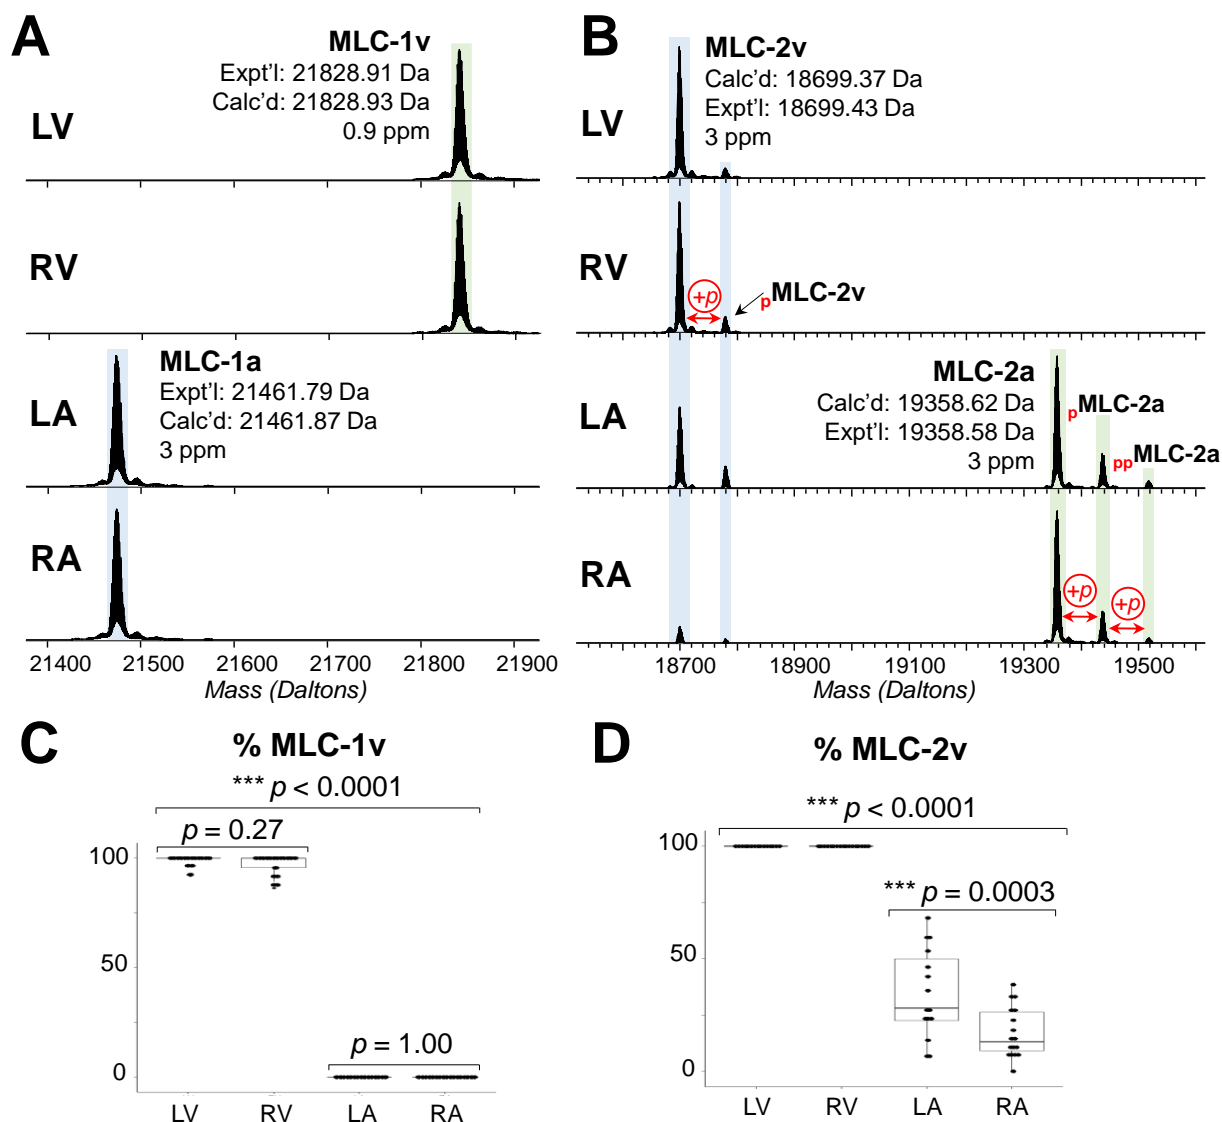 A
MLC-1v
Expt'l: 21828.91 Da
Calc'd: 21828.93 Da
0.9 ppm
LV
RV
MLC-1a
Expt'l: 21461.79 Da
Calc'd: 21461.87 Da
3 ppm
LA
RA
21400 21500 21600 21700 21800 21900
Mass (Daltons)
B
MLC-2v
Calc'd: 18699.37 Da
Expt'l: 18699.43 Da
3 ppm
LV
RV
+p
pMLC-2v
MLC-2a
Calc'd: 19358.62 Da
Expt'l: 19358.58 Da
3 ppm
pMLC-2a
ppMLC-2a
LA
RA
+p +p
18700 18900 19100 19300 19500
Mass (Daltons)
C
% MLC-1v
*** p < 0.0001
p = 0.27
100
50
p = 1.00
0
LV RV LA RA
D
% MLC-2v
*** p < 0.0001
100
*** p = 0.0003
50
0
LV RV LA RA